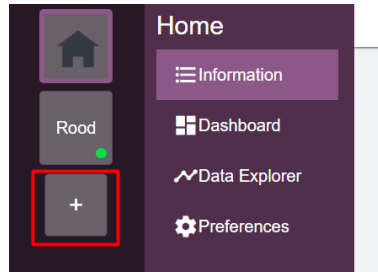 Home
Information
Rood
Dashboard
Data Explorer
+
Preferences